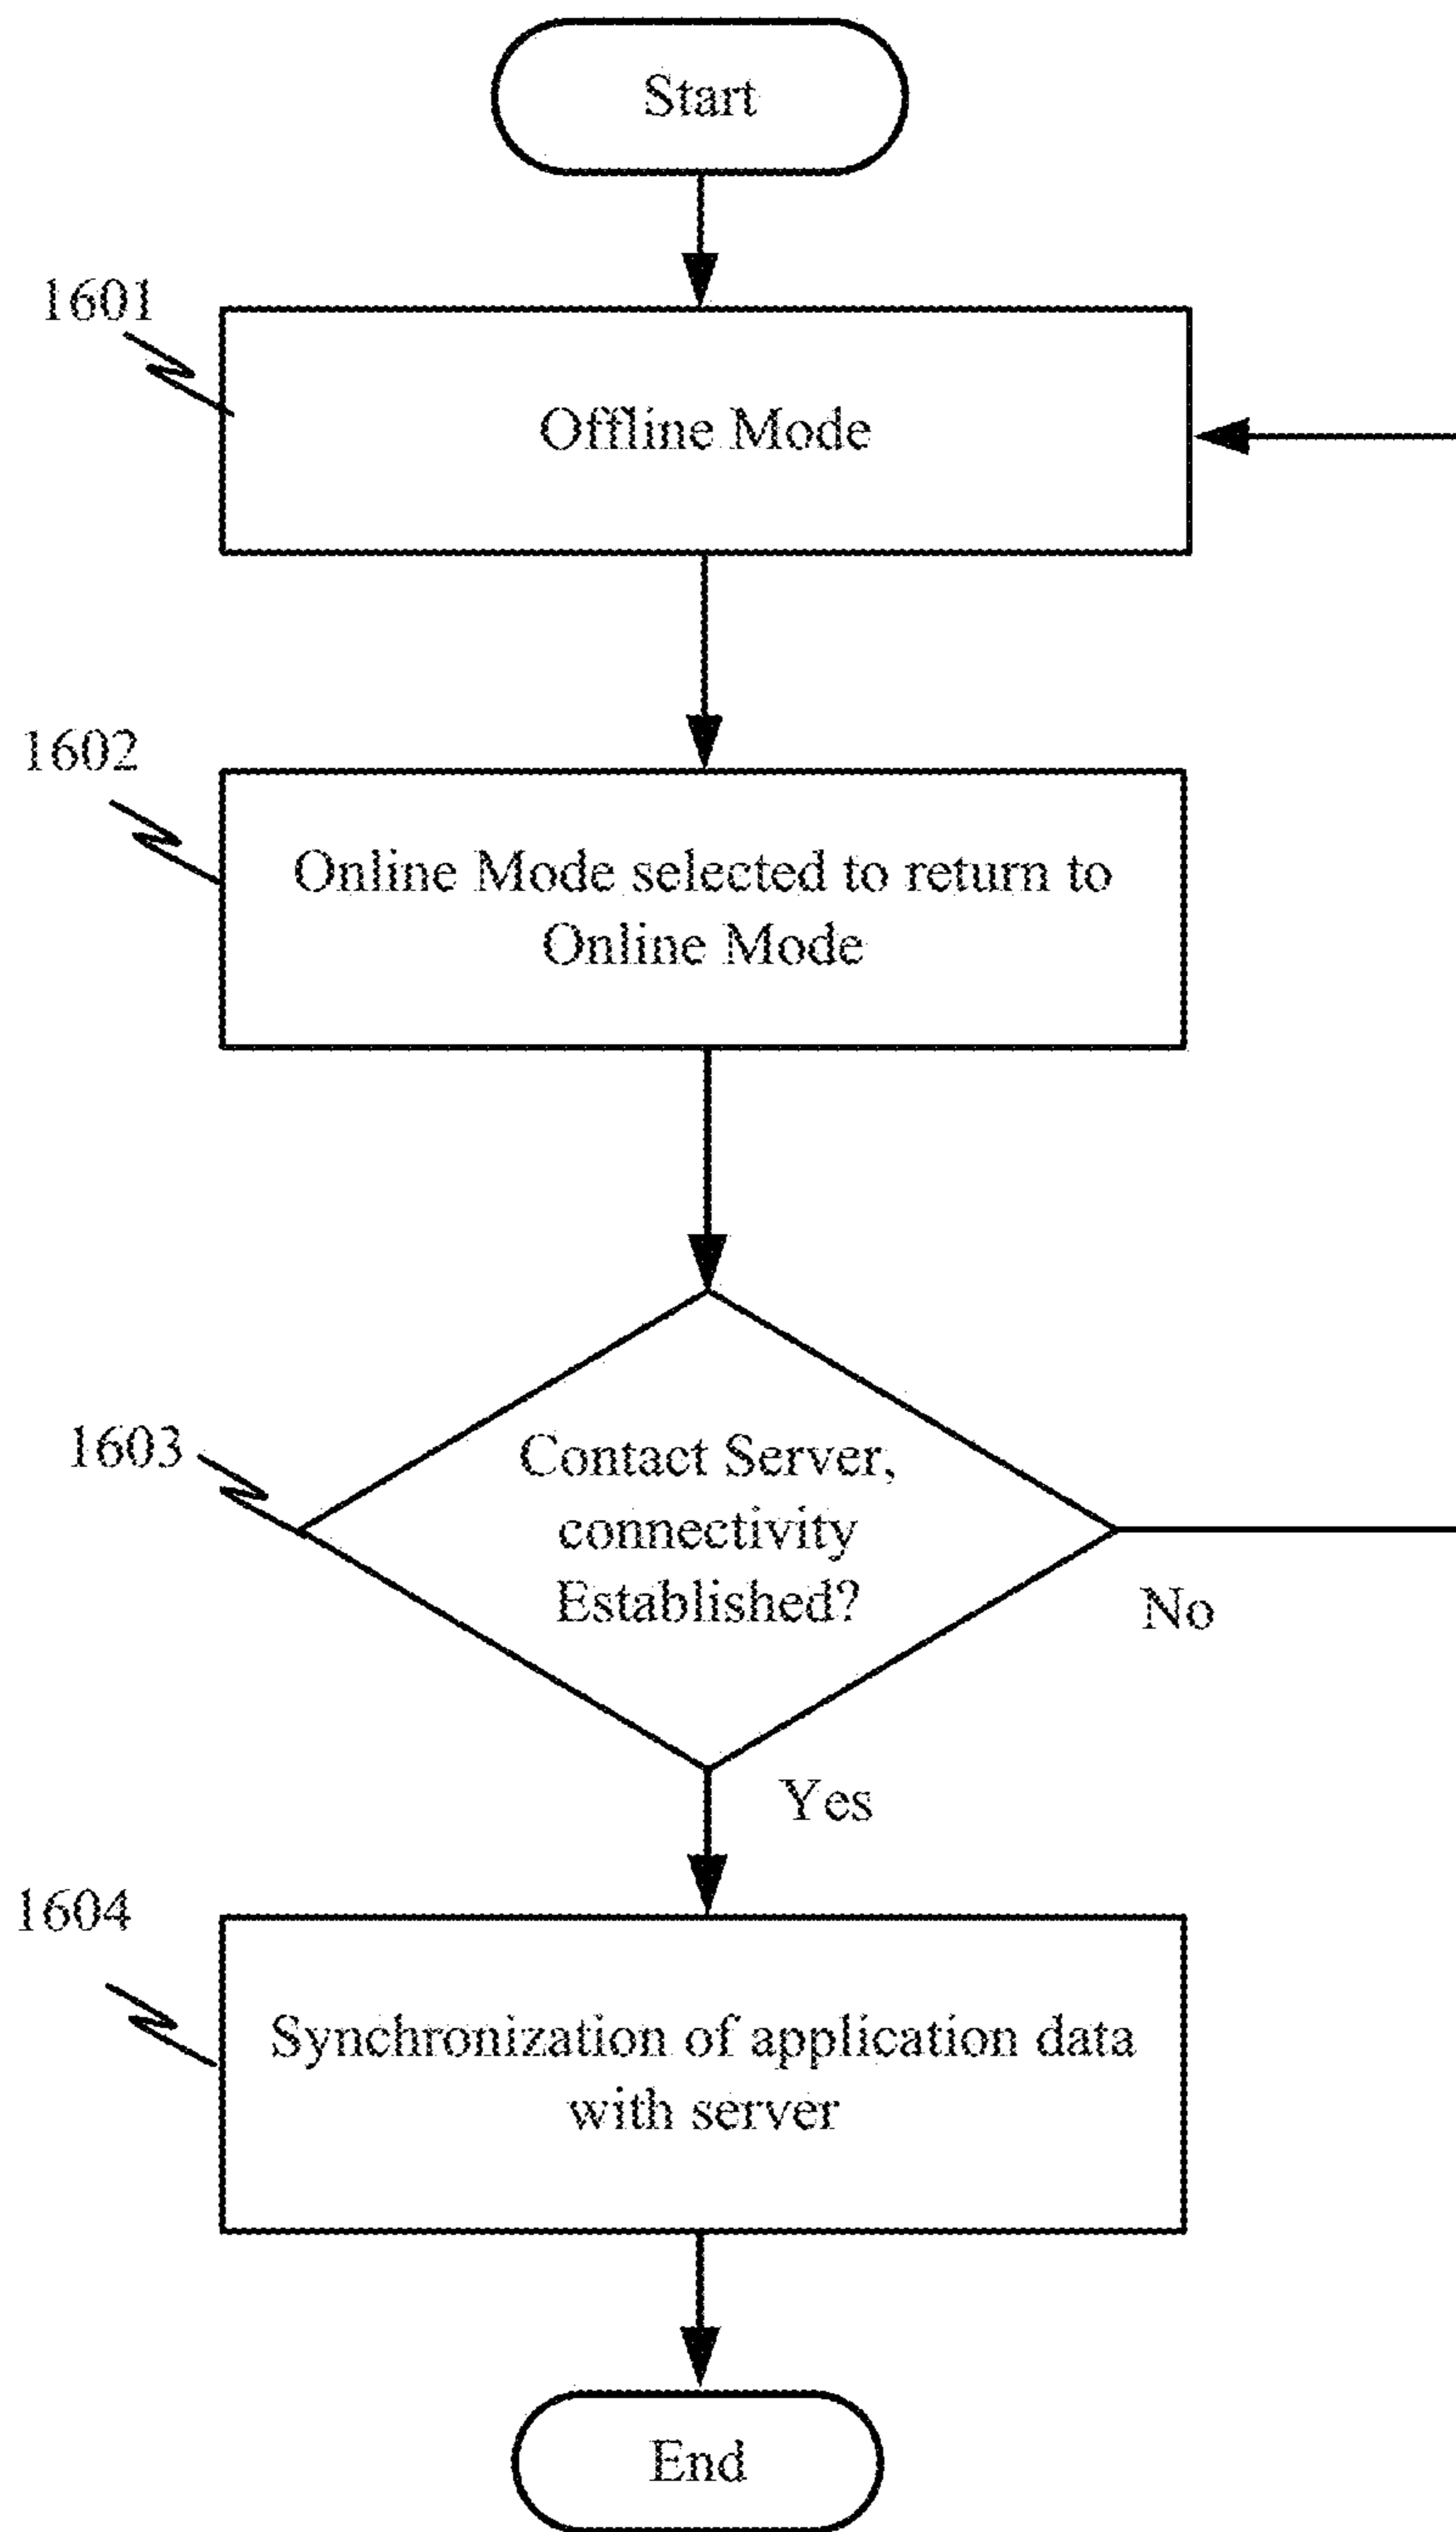 Start
1601
Offline Mode
1602
Online Mode selected to return to
Online Mode
1603
Contact Server,
connectivity
Established?
No
Yes
1604
Synchronization of application data
with server
End